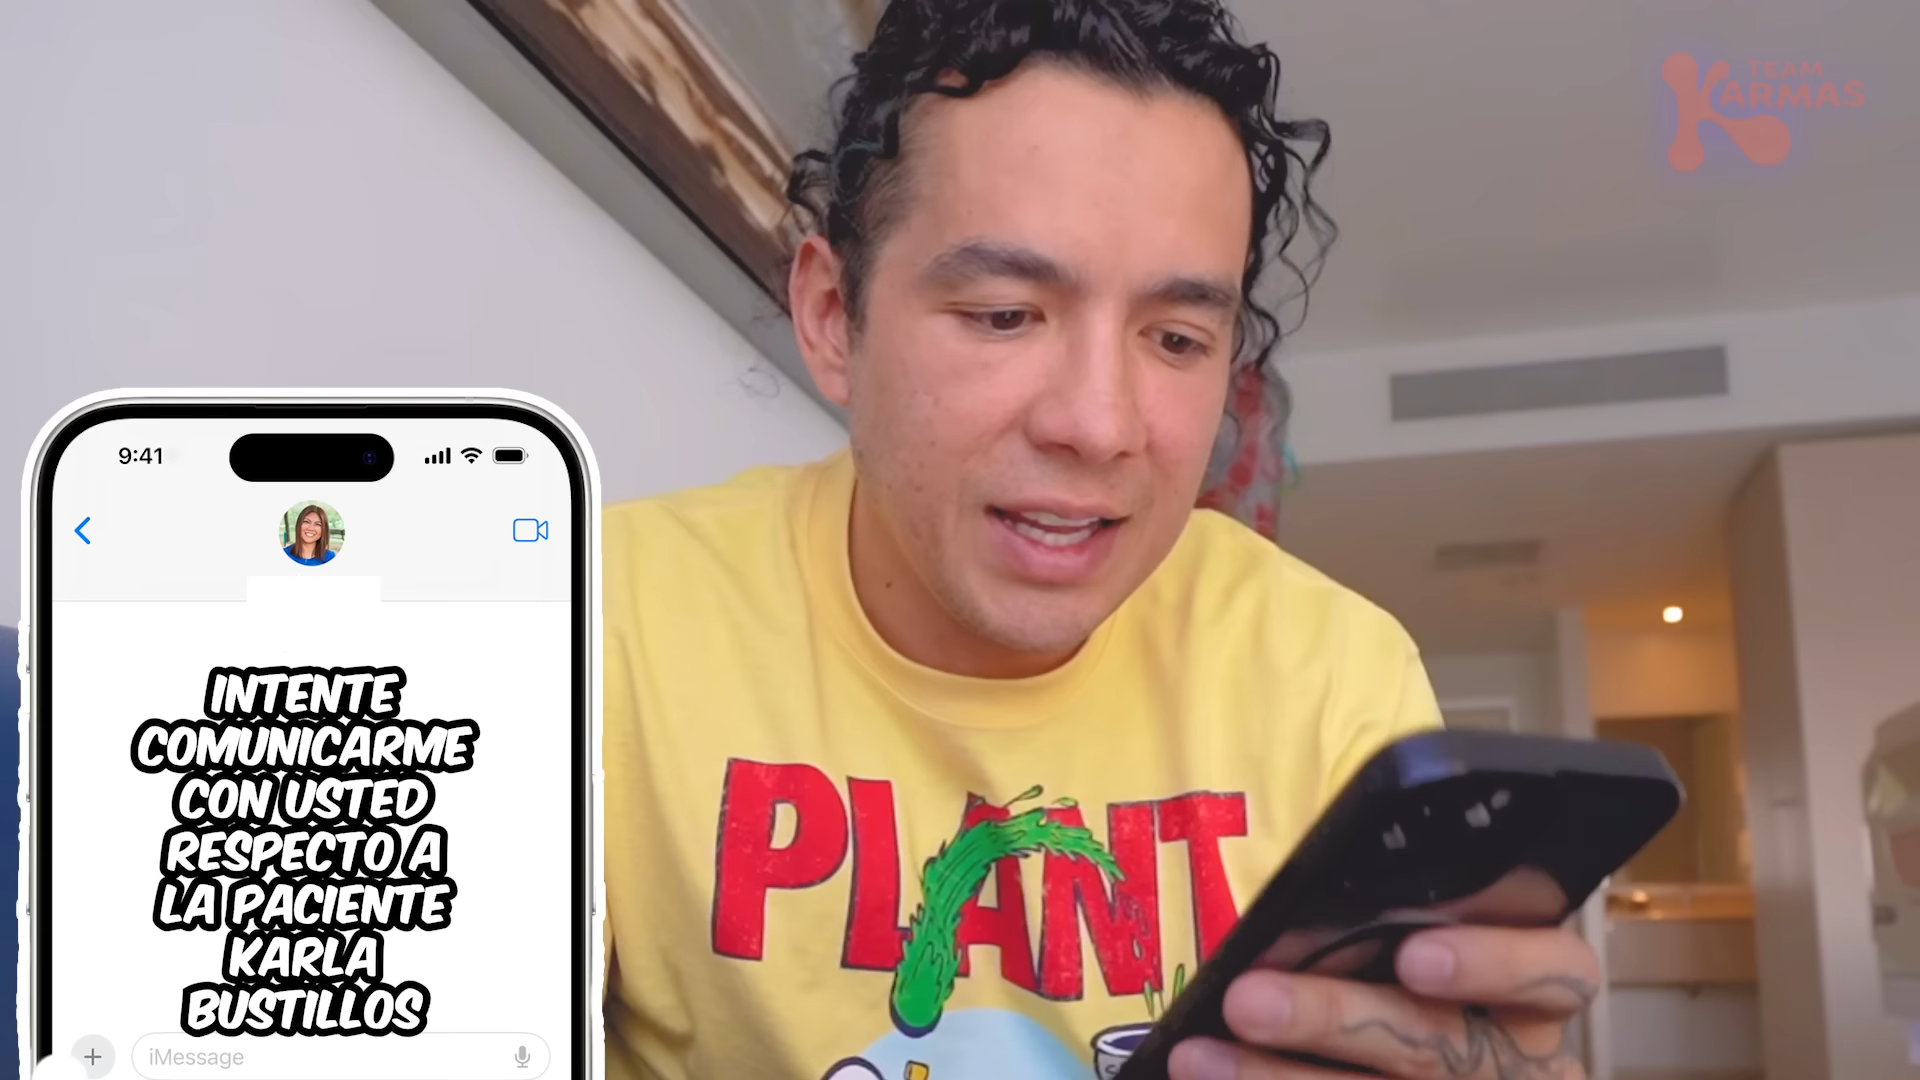 TEAM
KARMAS
9:41
INTENTE
COMUNICARME
CON USTED
RESPECTO A
LA PACIENTE
KARLA
BUSTILLOS
iMessage
PLANT